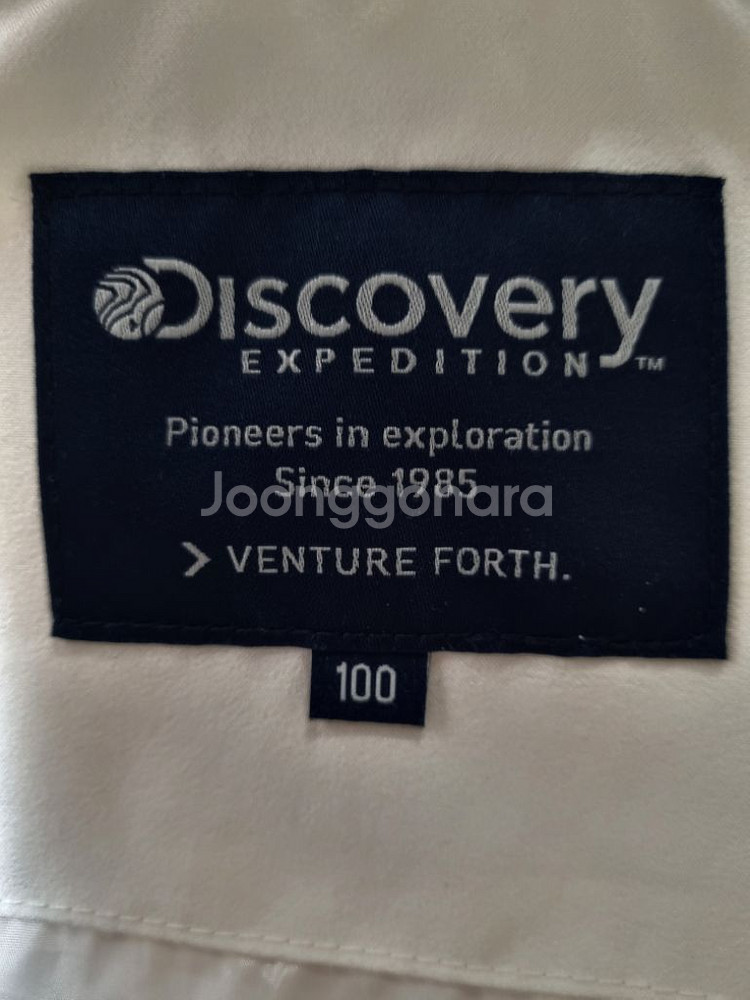 Discovery
EXPEDITION™
Pioneers in exploration
Since 1985
Joonggonara
> VENTURE FORTH.
100